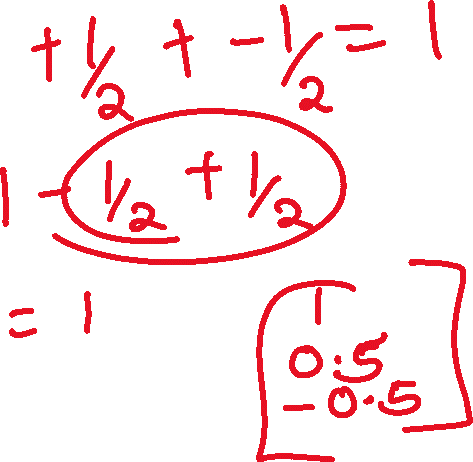 +1/2 + -1/2 = 1
1 - 1/2 + 1/2
= 1
1
0.5
-0.5